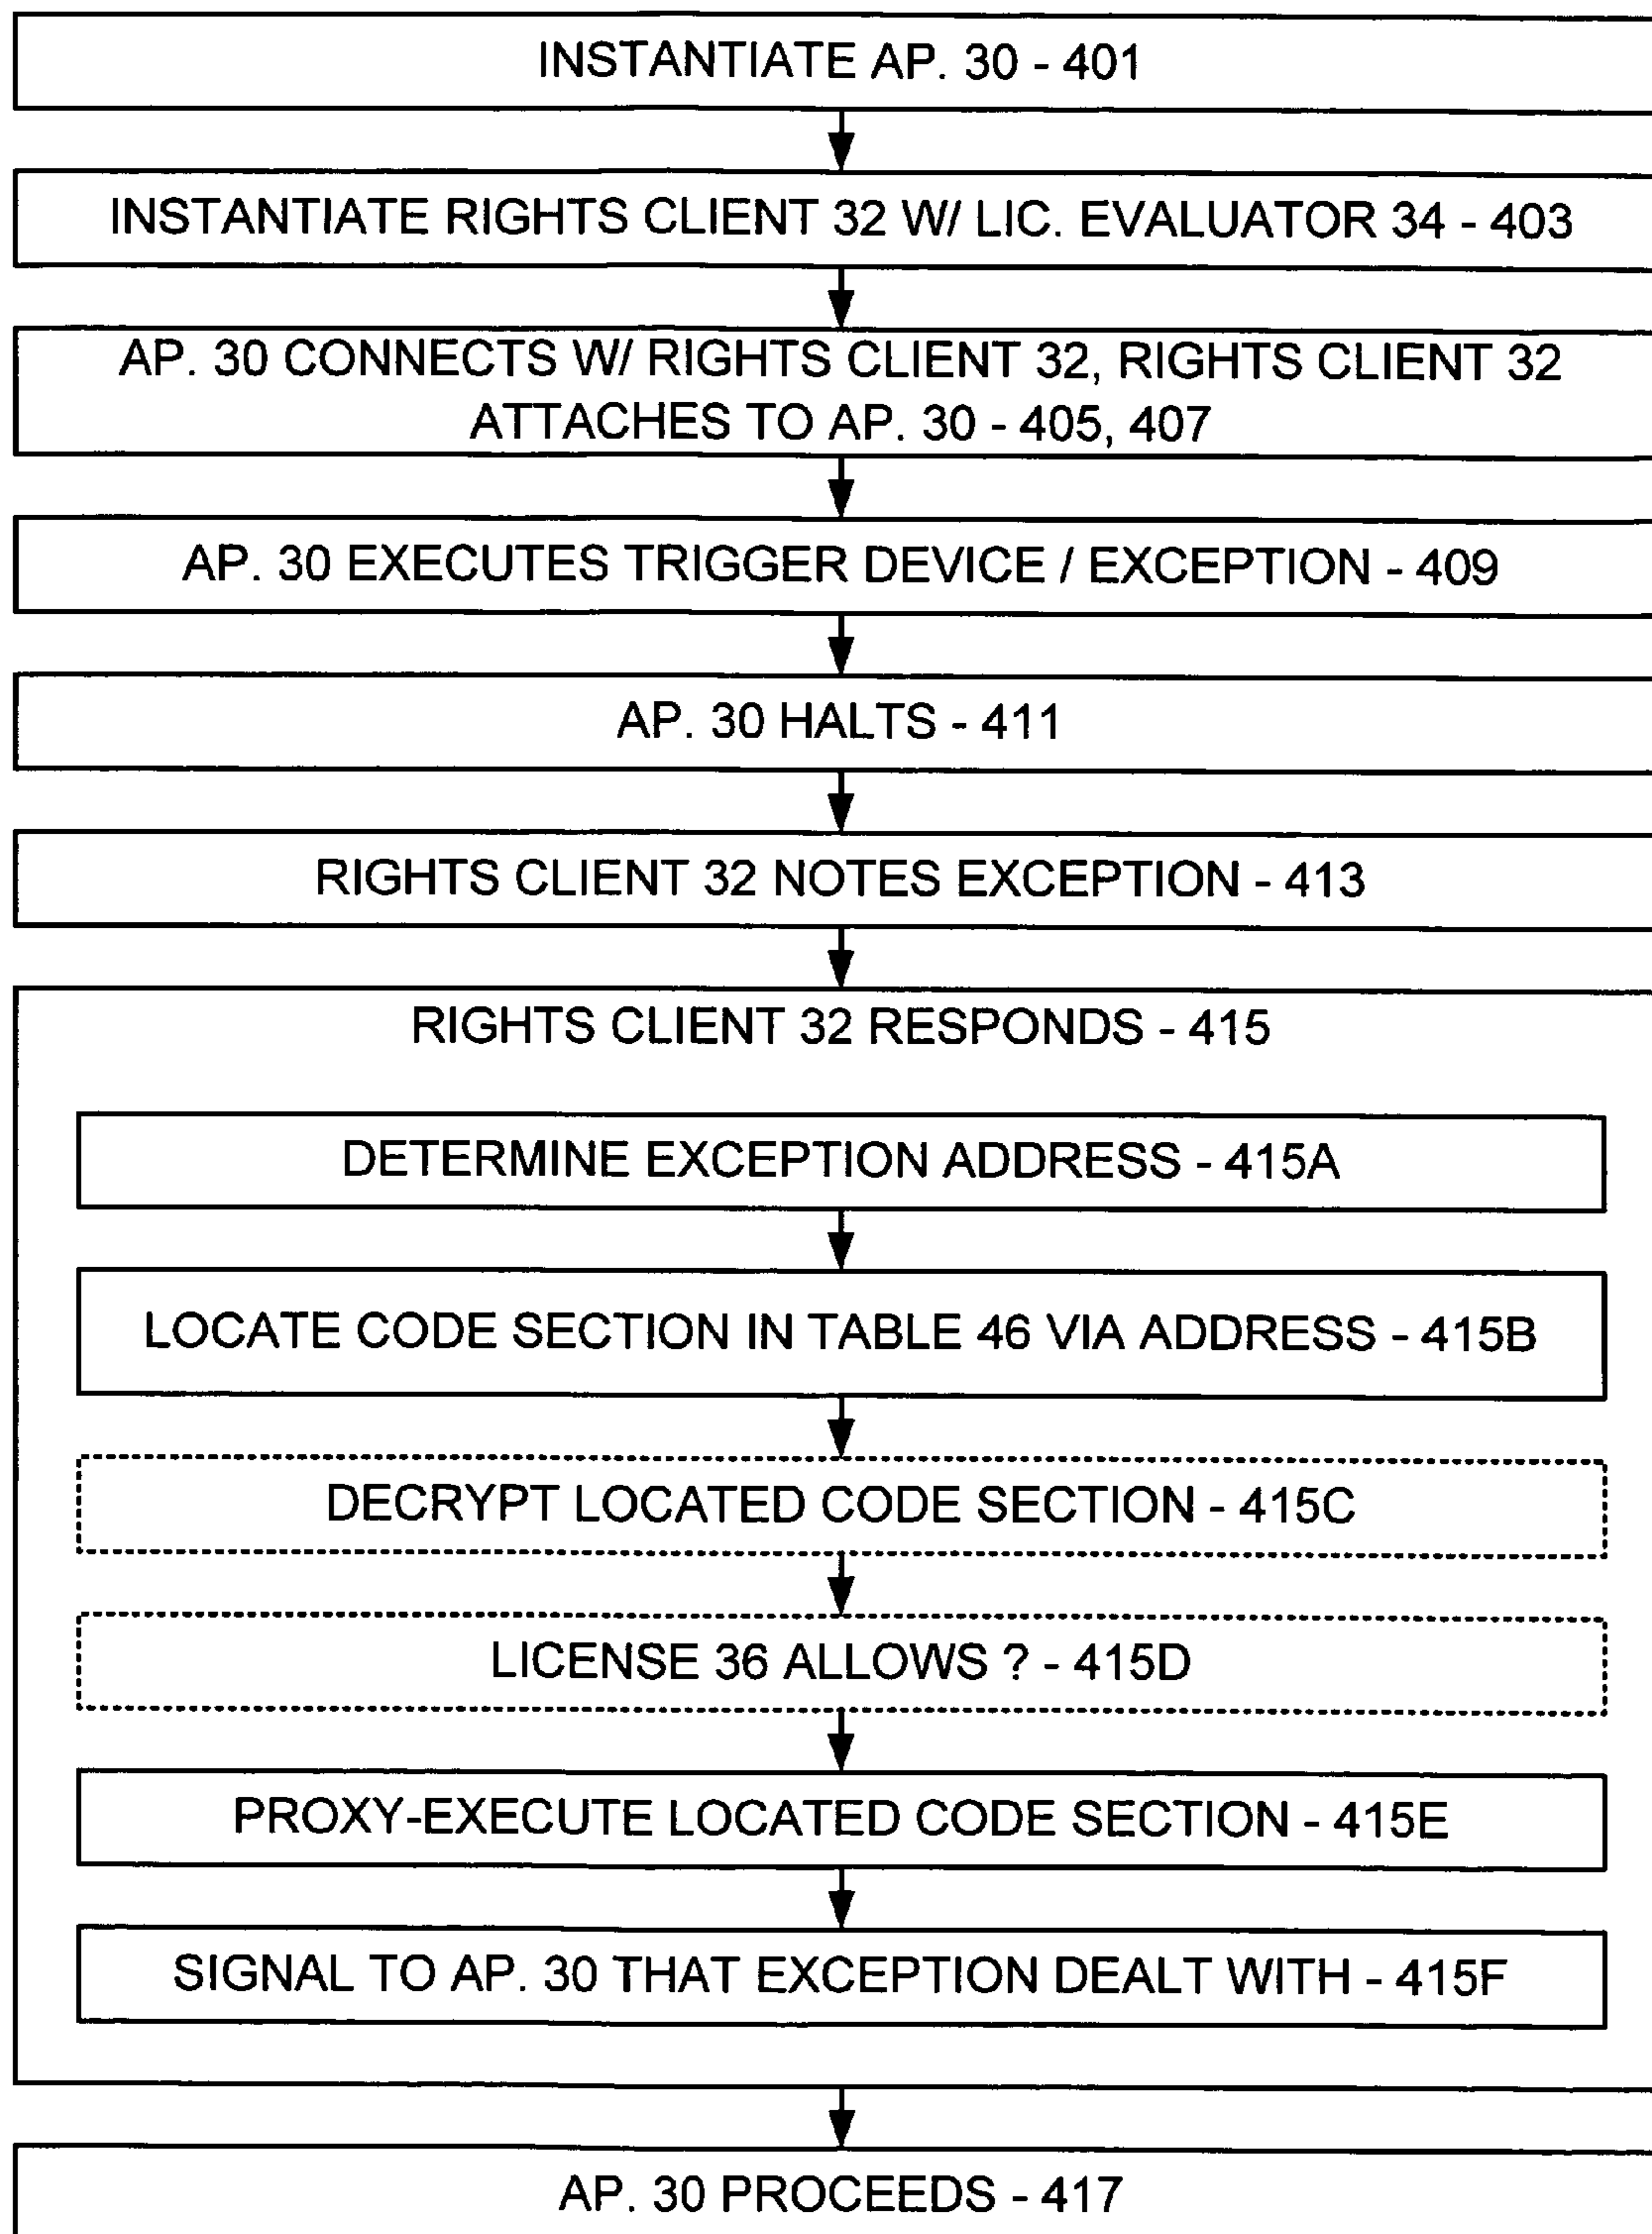 INSTANTIATE AP. 30 - 401
INSTANTIATE RIGHTS CLIENT 32 W/ LIC. EVALUATOR 34 - 403
AP. 30 CONNECTS W/ RIGHTS CLIENT 32, RIGHTS CLIENT 32
ATTACHES TO AP. 30 - 405, 407
AP. 30 EXECUTES TRIGGER DEVICE / EXCEPTION - 409
AP. 30 HALTS - 411
RIGHTS CLIENT 32 NOTES EXCEPTION - 413
RIGHTS CLIENT 32 RESPONDS - 415
DETERMINE EXCEPTION ADDRESS - 415A
LOCATE CODE SECTION IN TABLE 46 VIA ADDRESS - 415B
DECRYPT LOCATED CODE SECTION - 415C
LICENSE 36 ALLOWS ? - 415D
PROXY-EXECUTE LOCATED CODE SECTION - 415E
SIGNAL TO AP. 30 THAT EXCEPTION DEALT WITH - 415F
AP. 30 PROCEEDS - 417